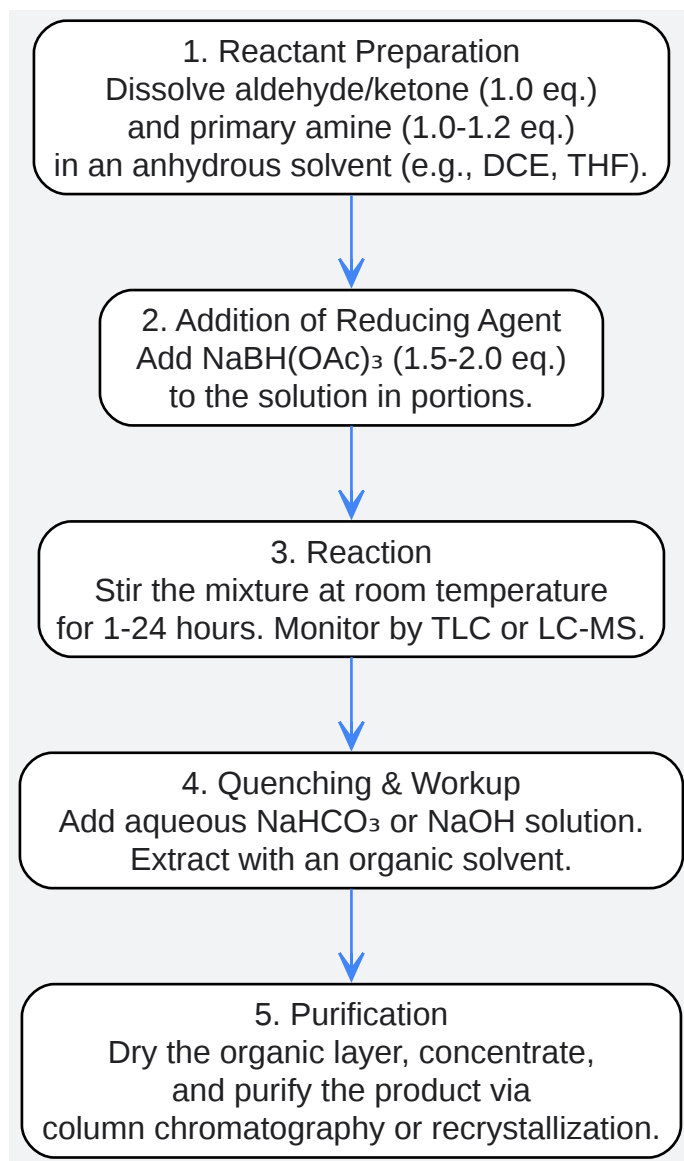 1. Reactant Preparation
Dissolve aldehyde/ketone (1.0 eq.)
and primary amine (1.0-1.2 eq.)
in an anhydrous solvent (e.g., DCE, THF).
2. Addition of Reducing Agent
Add NaBH(OAc)₃ (1.5-2.0 eq.)
to the solution in portions.
3. Reaction
Stir the mixture at room temperature
for 1-24 hours. Monitor by TLC or LC-MS.
4. Quenching & Workup
Add aqueous NaHCO₃ or NaOH solution.
Extract with an organic solvent.
5. Purification
Dry the organic layer, concentrate,
and purify the product via
column chromatography or recrystallization.